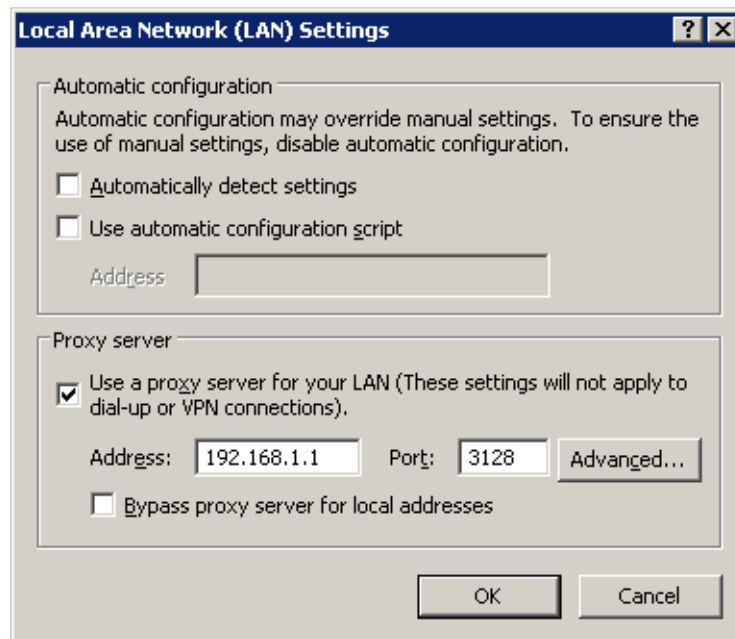 Local Area Network (LAN) Settings
Automatic configuration
Automatic configuration may override manual settings.  To ensure the
use of manual settings, disable automatic configuration.
Automatically detect settings
Use automatic configuration script
Address
Proxy server
Use a proxy server for your LAN (These settings will not apply to
dial-up or VPN connections).
Address: 192.168.1.1 Port: 3128 Advanced...
Bypass proxy server for local addresses
OK Cancel